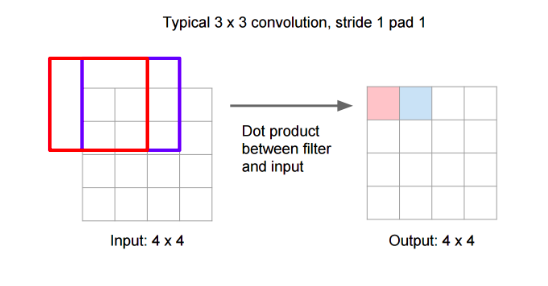 Typical 3 x 3 convolution, stride 1 pad 1
Dot product
between filter
and input
Input: 4 x 4
Output: 4 x 4